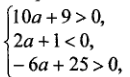 10a + 9 > 0,
2a + 1 < 0,
− 6a + 25 > 0,